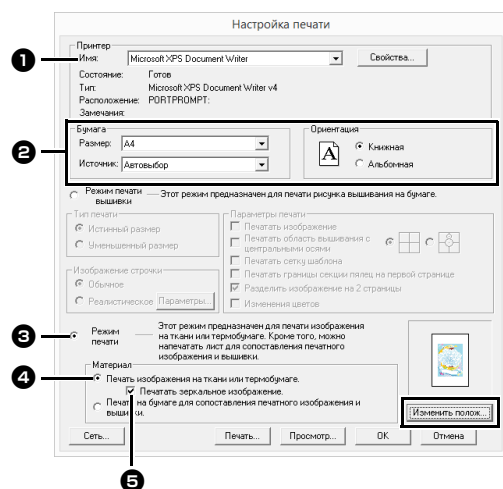 Настройка печати
Принтер
1
Имя: Microsoft XPS Document Writer Свойства...
Состояние: Готов
Тип: Microsoft XPS Document Writer v4
Расположение: PORTPROMPT:
Замечания:
2
Бумага
Размер: A4
Источник: Автовыбор
Ориентация
A
Книжная
Альбомная
Режим печати вышивки
Этот режим предназначен для печати рисунка вышивания на бумаге.
Тип печати
Истинный размер
Уменьшенный размер
Изображение строчки
Обычное
Реалистическое Параметры...
Параметры печати
Печатать изображение
Печатать область вышивания с
центральными осями
Печатать сетку шаблона
Печатать границы секции пялец на первой странице
Разделить изображение на 2 страницы
Изменения цветов
3
Режим
печати
Этот режим предназначен для печати изображения
на ткани или термобумаге. Кроме того, можно
напечатать лист для сопоставления печатного
изображения и вышивки.
4
Материал
Печать изображения на ткани или термобумаге.
Печатать зеркальное изображение.
Печать на бумаге для сопоставления печатного изображения и
вышивки.
Изменить полож...
Сеть... Печать... Просмотр... OK Отмена
5